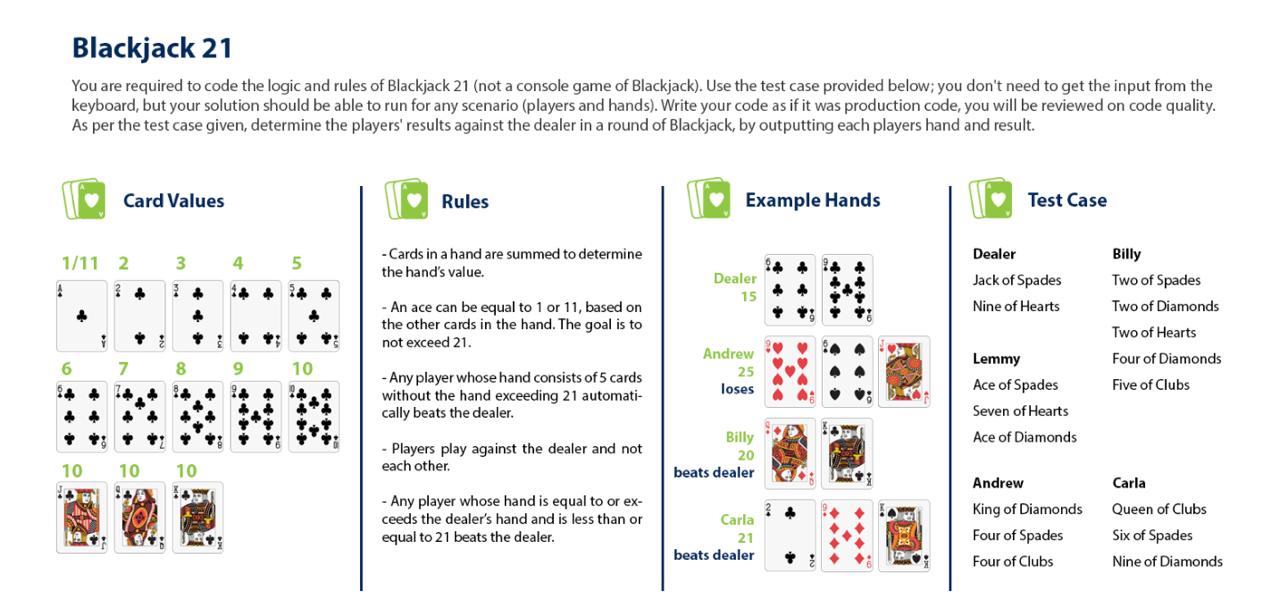 Blackjack 21
You are required to code the logic and rules of Blackjack 21 (not a console game of Blackjack). Use the test case provided below; you don't need to get the input from the
keyboard, but your solution should be able to run for any scenario (players and hands). Write your code as if it was production code, you will be reviewed on code quality.
As per the test case given, determine the players' results against the dealer in a round of Blackjack, by outputting each players hand and result.
Card Values
1/11 2 3 4 5
6 7 8 9 10
10 10 10
Rules
- Cards in a hand are summed to determine
the hand's value.
- An ace can be equal to 1 or 11, based on
the other cards in the hand. The goal is to
not exceed 21.
- Any player whose hand consists of 5 cards
without the hand exceeding 21 automati-
cally beats the dealer.
- Players play against the dealer and not
each other.
- Any player whose hand is equal to or ex-
ceeds the dealer's hand and is less than or
equal to 21 beats the dealer.
Example Hands
Dealer
15
Andrew
25
loses
Billy
20
beats dealer
Carla
21
beats dealer
Test Case
Dealer
Jack of Spades
Nine of Hearts
Lemmy
Ace of Spades
Seven of Hearts
Ace of Diamonds
Andrew
King of Diamonds
Four of Spades
Four of Clubs
Billy
Two of Spades
Two of Diamonds
Two of Hearts
Four of Diamonds
Five of Clubs
Carla
Queen of Clubs
Six of Spades
Nine of Diamonds